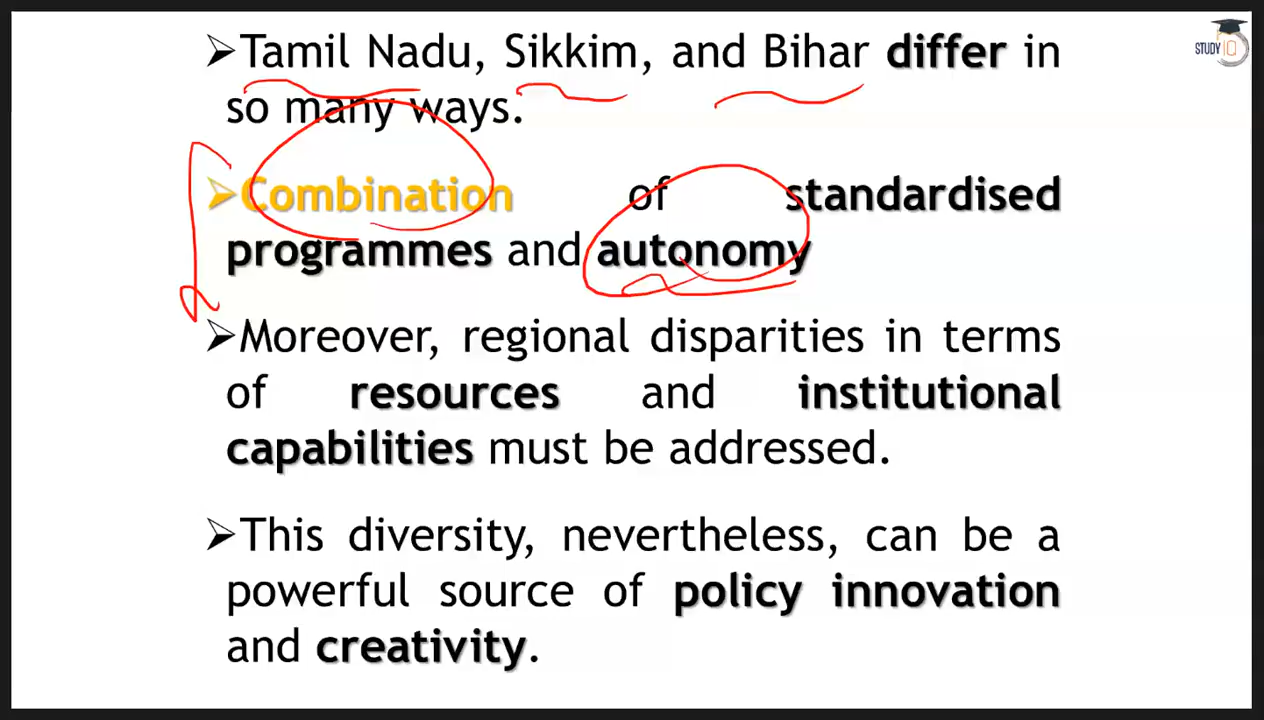 STUDY IQ
➢Tamil Nadu, Sikkim, and Bihar differ in
so many ways.
➢Combination of standardised
programmes and autonomy
➢Moreover, regional disparities in terms
of resources and institutional
capabilities must be addressed.
➢This diversity, nevertheless, can be a
powerful source of policy innovation
and creativity.